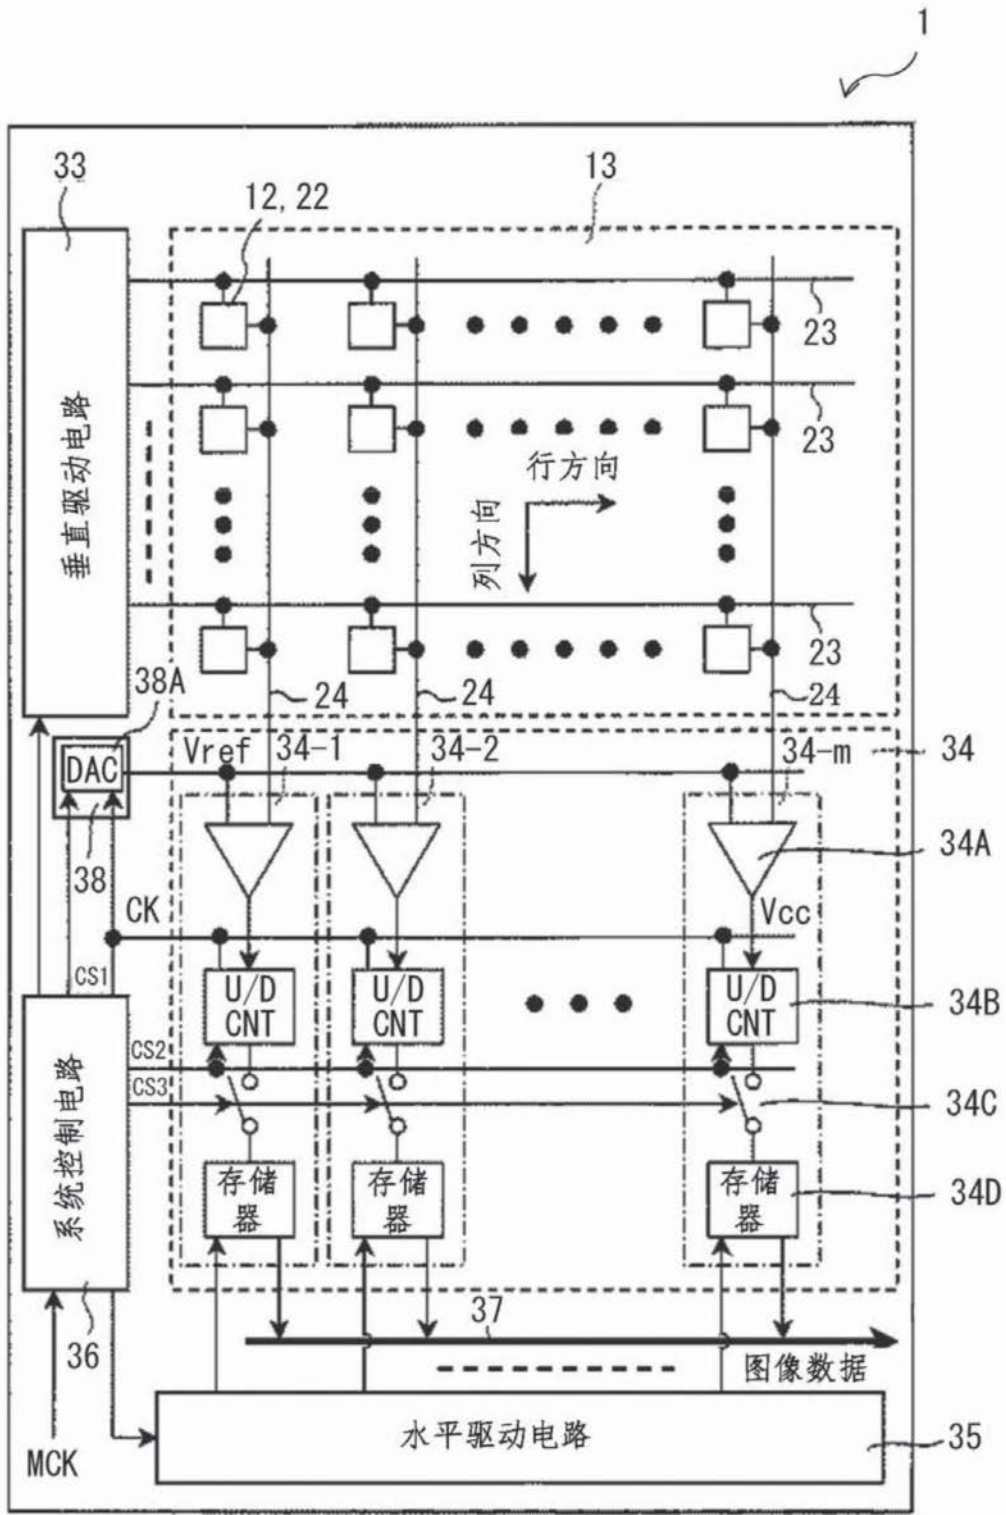 1
33
12, 22
13
23
23
垂直驱动电路
行方向
列方向
23
38A
24
24
24
DAC
Vref
34-1
34-2
34-m
34
38
34A
CK
Vcc
CS1
U/D
CNT
U/D
CNT
U/D
CNT
34B
CS2
CS3
34C
系统控制电路
存储
器
存储
器
存储
器
34D
36
37
图像数据
MCK
水平驱动电路
35